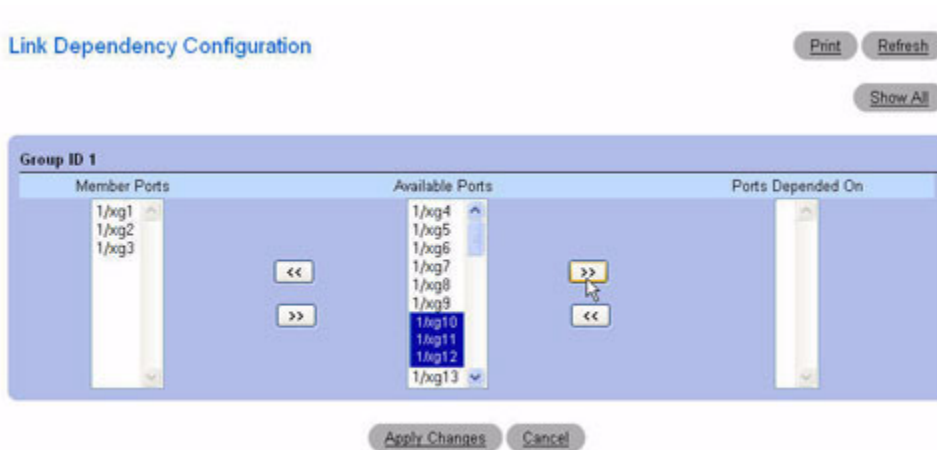 Link Dependency Configuration
Print
Refresh
Show All
Group ID 1
Member Ports
Available Ports
Ports Depended On
1/xg1
1/xg2
1/xg3
<<
>>
1/xg4
1/xg5
1/xg6
1/xg7
1/xg8
1/xg9
1/xg10
1/xg11
1/xg12
1/xg13
>>
<<
Apply Changes
Cancel